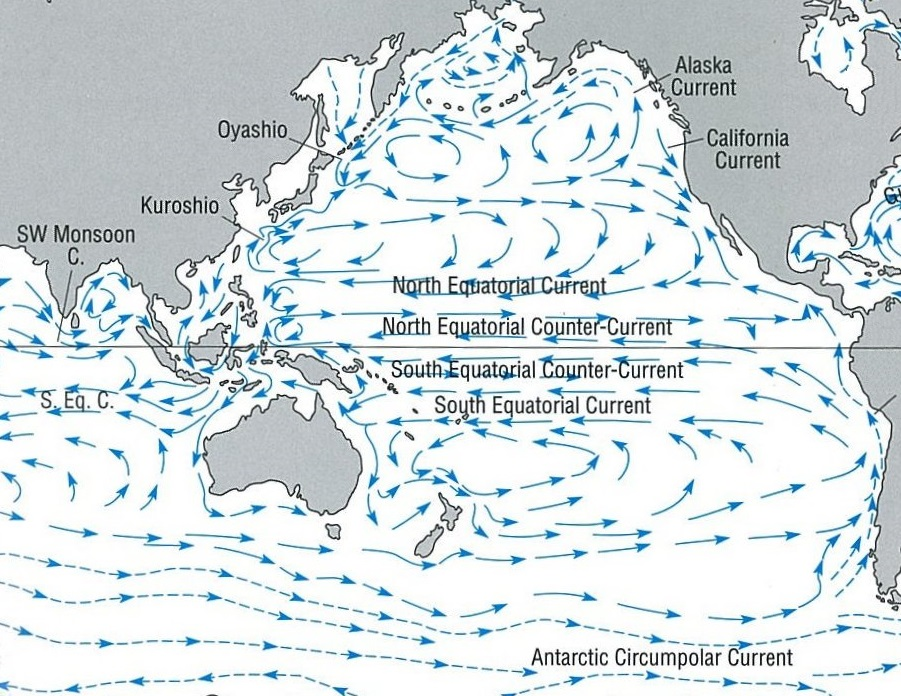 Alaska
Current
Oyashio
California
Current
Kuroshio
SW Monsoon
C.
North Equatorial Current
North Equatorial Counter-Current
South Equatorial Counter-Current
S. Eq. C.
South Equatorial Current
Antarctic Circumpolar Current